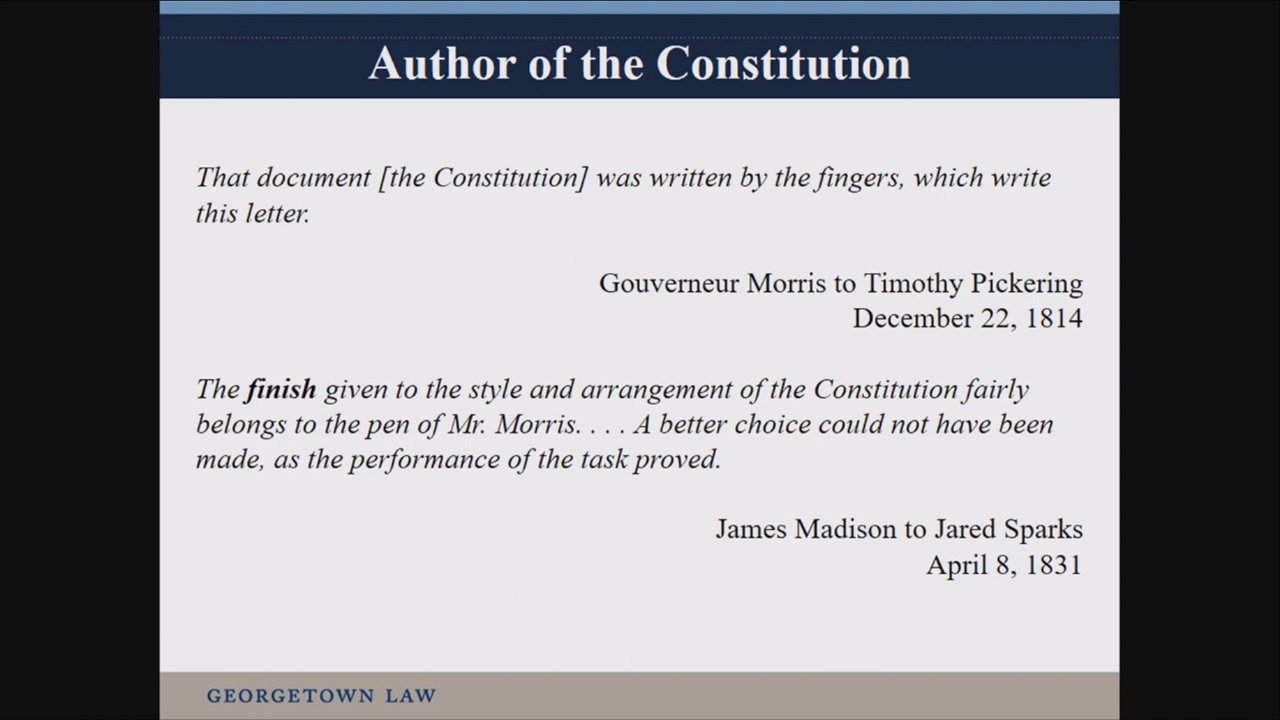 Author of the Constitution
That document [the Constitution] was written by the fingers, which write
this letter.
Gouverneur Morris to Timothy Pickering
December 22, 1814
The finish given to the style and arrangement of the Constitution fairly
belongs to the pen of Mr. Morris. . . . A better choice could not have been
made, as the performance of the task proved.
James Madison to Jared Sparks
April 8, 1831
GEORGETOWN LAW